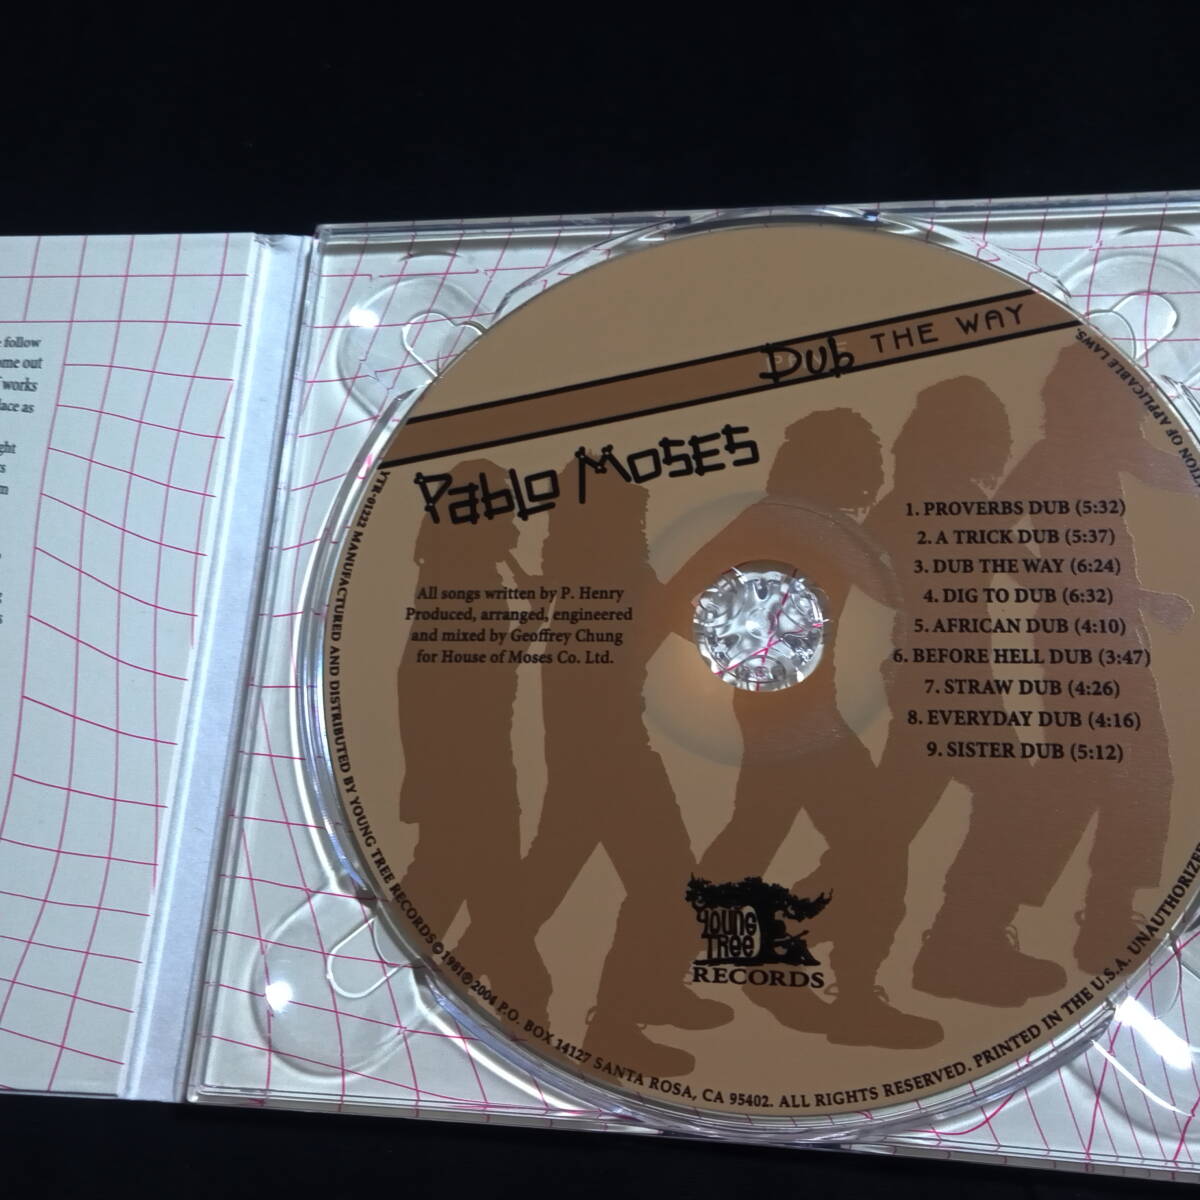 follow
ome out
works
lace as
ght
DUB THE WAY
PABLO MOSES
All songs written by P. Henry
Produced, arranged, engineered
and mixed by Geoffrey Chung
for House of Moses Co. Ltd.
1. PROVERBS DUB (5:32)
2. A TRICK DUB (5:37)
3. DUB THE WAY (6:24)
4. DIG TO DUB (6:32)
5. AFRICAN DUB (4:10)
6. BEFORE HELL DUB (3:47)
7. STRAW DUB (4:26)
8. EVERYDAY DUB (4:16)
9. SISTER DUB (5:12)
YOUNG
TREE
RECORDS
YTR-01222 MANUFACTURED AND DISTRIBUTED BY YOUNG TREE RECORDS © 1981 ℗ 2004 P.O. BOX 14127 SANTA ROSA, CA 95402. ALL RIGHTS RESERVED. PRINTED IN THE U.S.A. UNAUTHORIZE
TION OF APPLICABLE LAWS.